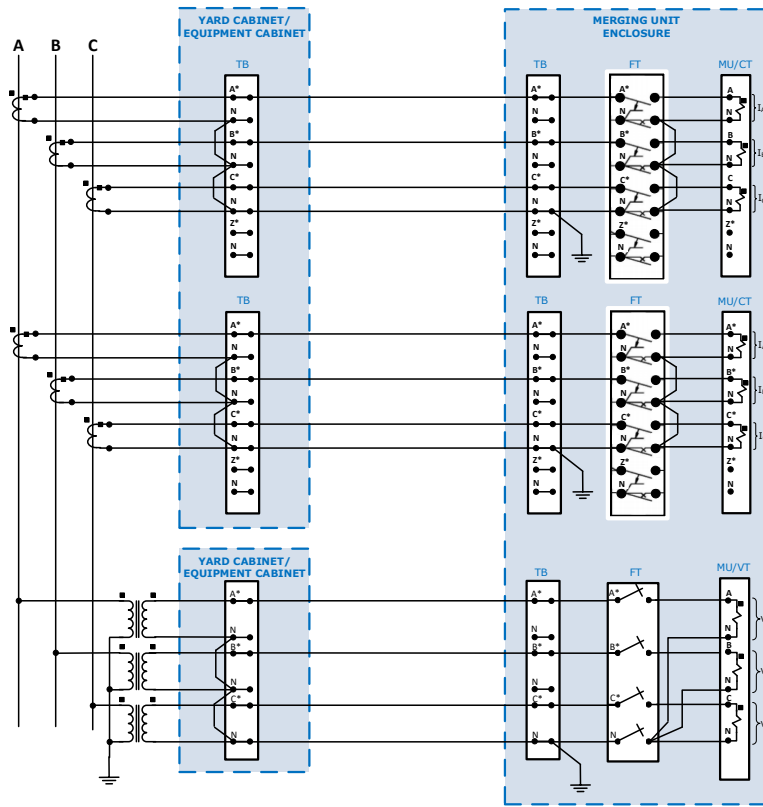 YARD CABINET/
EQUIPMENT CABINET
MERGING UNIT
ENCLOSURE
A B C
TB TB FT MU/CT
A* A* A* A
N N N N
B* B* B* B
N N N N
C* C* C* C
N N N N
Z* Z* Z*
N N N N
TB TB FT MU/CT
A* A* A* A*
N N N N
B* B* B* B*
N N N N
C* C* C* C*
N N N N
Z* Z* Z*
N N N N
YARD CABINET/
EQUIPMENT CABINET
TB FT MU/VT
A* A* A* A
N N N
B* B* B* B
N N N
C* C* C* C
N N N N